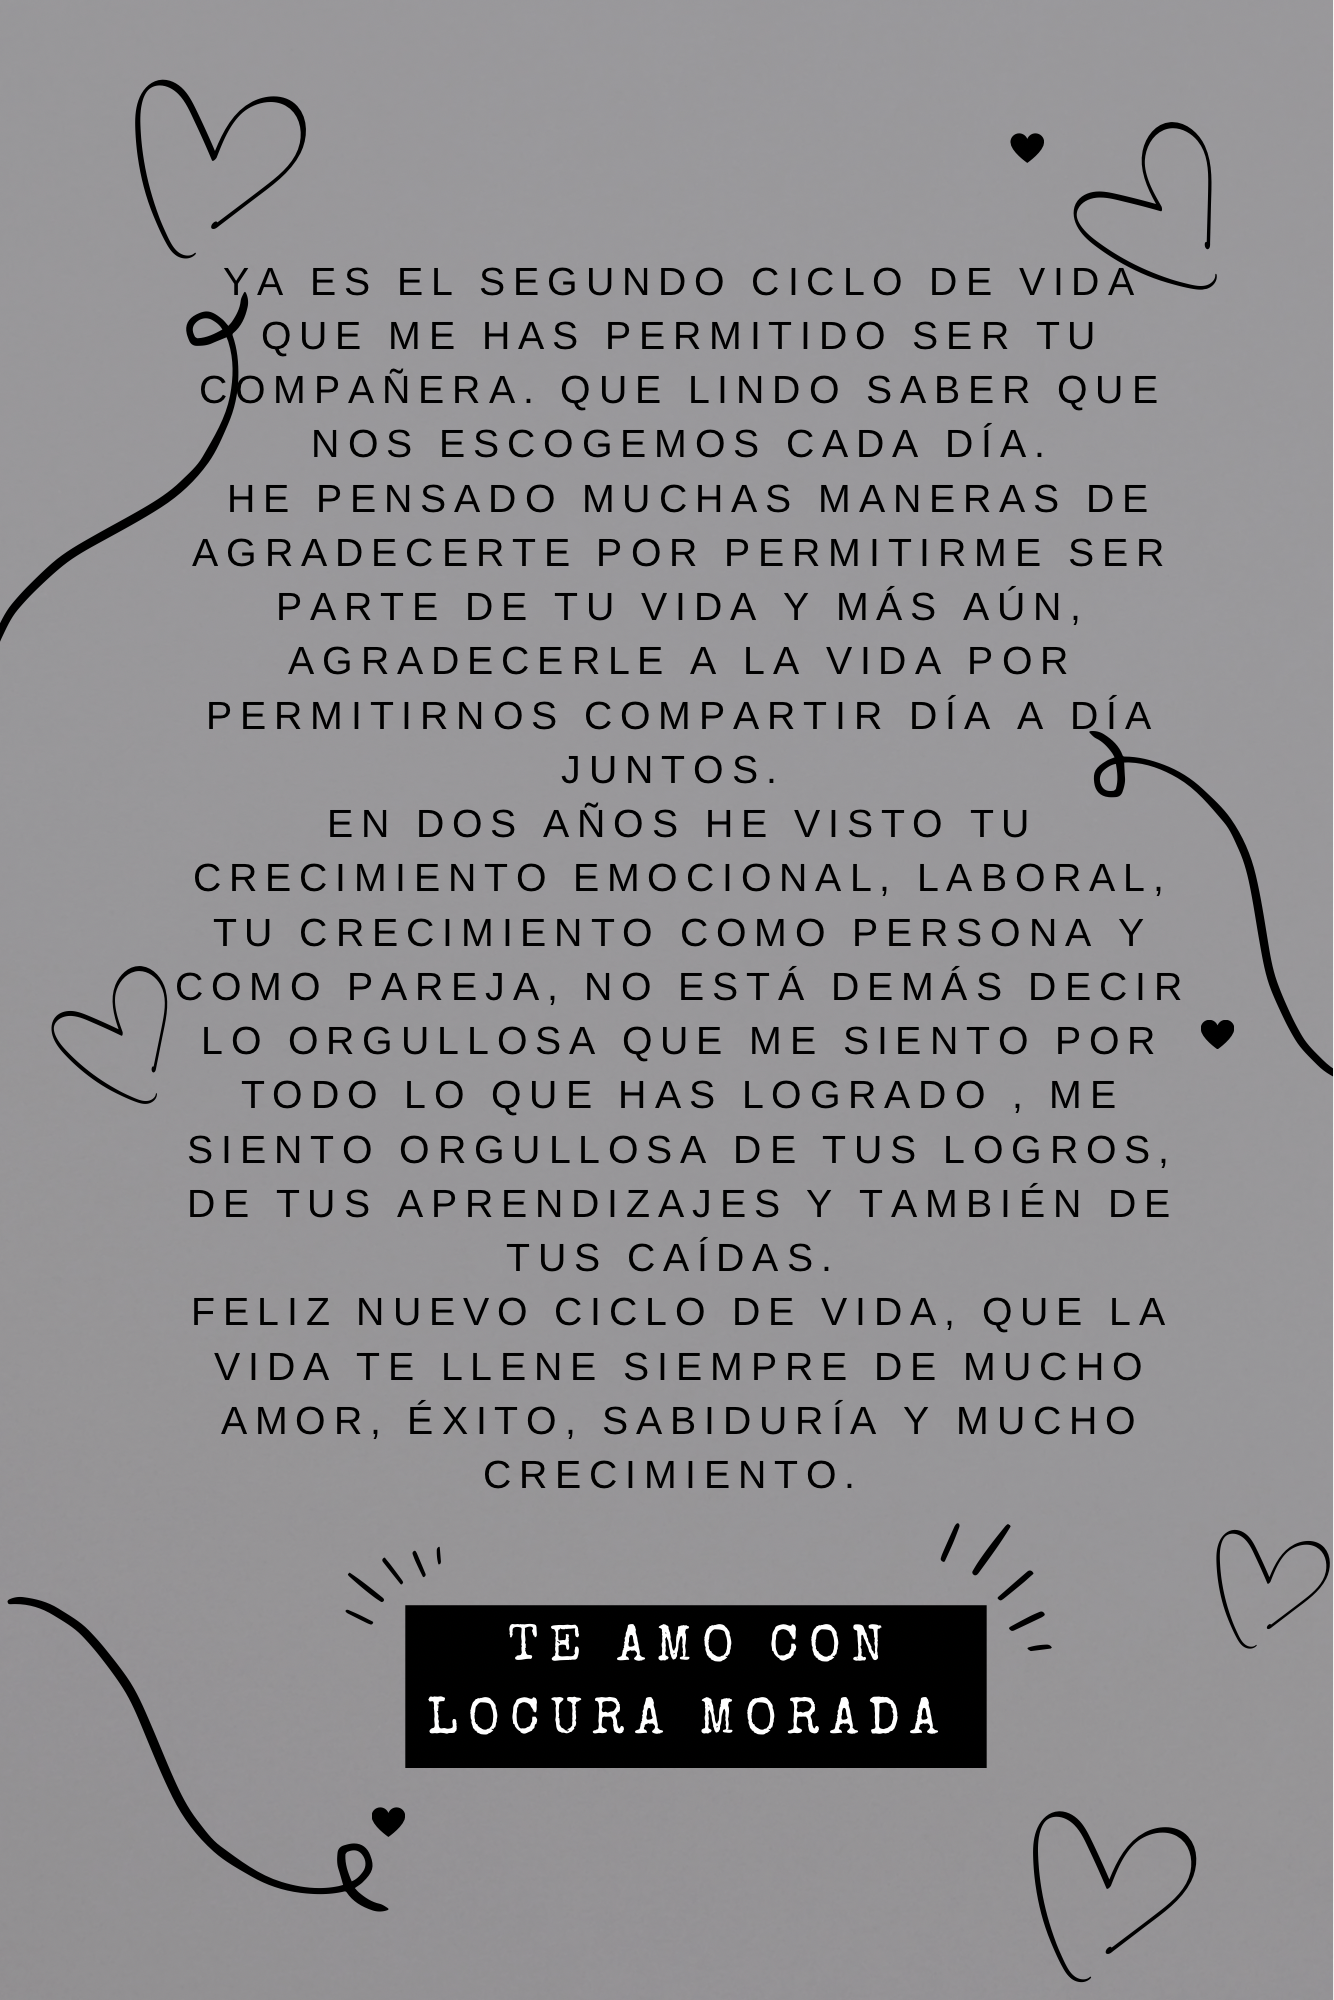 YA ES EL SEGUNDO CICLO DE VIDA
QUE ME HAS PERMITIDO SER TU
COMPAÑERA. QUE LINDO SABER QUE
NOS ESCOGEMOS CADA DÍA.
HE PENSADO MUCHAS MANERAS DE
AGRADECERTE POR PERMITIRME SER
PARTE DE TU VIDA Y MÁS AÚN,
AGRADECERLE A LA VIDA POR
PERMITIRNOS COMPARTIR DÍA A DÍA
JUNTOS.
EN DOS AÑOS HE VISTO TU
CRECIMIENTO EMOCIONAL, LABORAL,
TU CRECIMIENTO COMO PERSONA Y
COMO PAREJA, NO ESTÁ DEMÁS DECIR
LO ORGULLOSA QUE ME SIENTO POR
TODO LO QUE HAS LOGRADO , ME
SIENTO ORGULLOSA DE TUS LOGROS,
DE TUS APRENDIZAJES Y TAMBIÉN DE
TUS CAÍDAS.
FELIZ NUEVO CICLO DE VIDA, QUE LA
VIDA TE LLENE SIEMPRE DE MUCHO
AMOR, ÉXITO, SABIDURÍA Y MUCHO
CRECIMIENTO.
TE AMO CON
LOCURA MORADA